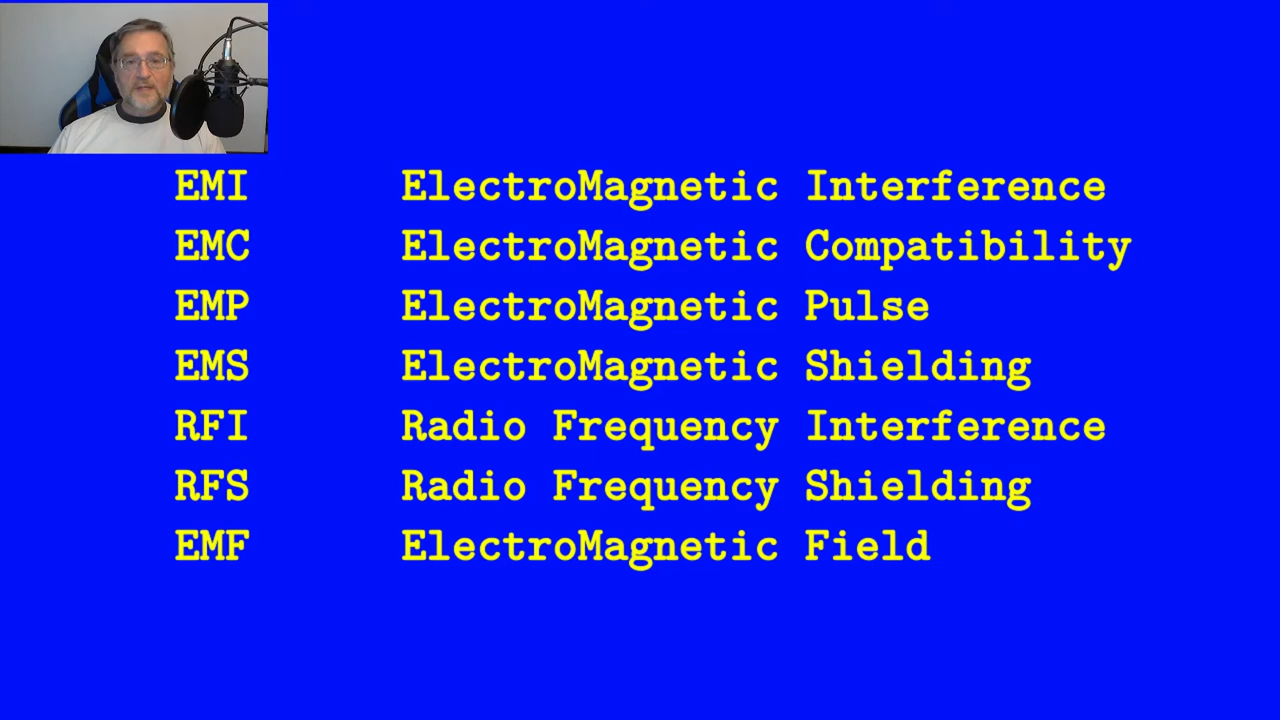 EMI ElectroMagnetic Interference
EMC ElectroMagnetic Compatibility
EMP ElectroMagnetic Pulse
EMS ElectroMagnetic Shielding
RFI Radio Frequency Interference
RFS Radio Frequency Shielding
EMF ElectroMagnetic Field